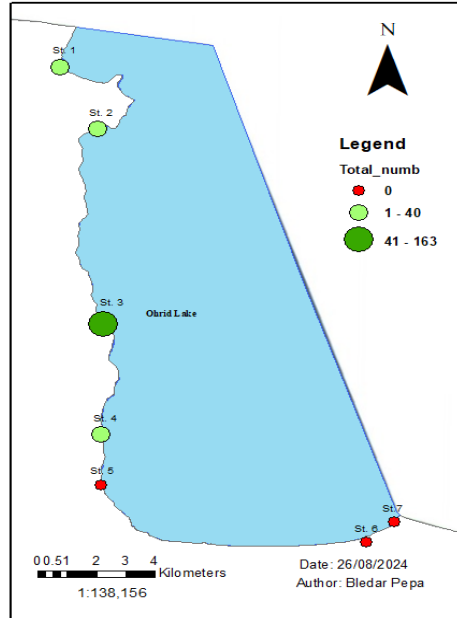 St. 1
N
St. 2
Legend
Total_numb
0
1 - 40
41 - 163
St. 3
Ohrid Lake
St. 4
St. 5
St.7
St. 6
0 0.5 1 2 3 4
Kilometers
1:138,156
Date: 26/08/2024
Author: Bledar Pepa